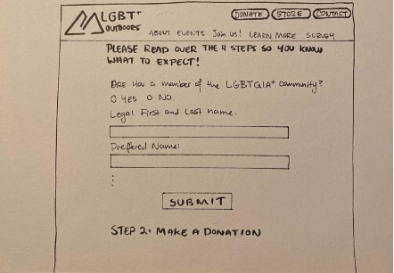 LGBT+
OUTDOORS
DONATE STORE CONTACT
ABOUT EVENTS Join us! LEARN MORE SURVEY
PLEASE READ OVER THE 4 STEPS SO YOU KNOW
WHAT TO EXPECT!
Are you a member of the LGBTQIA+ community?
O Yes O NO
Legal First and Last name:
Preffered Name:
SUBMIT
STEP 2: MAKE A DONATION